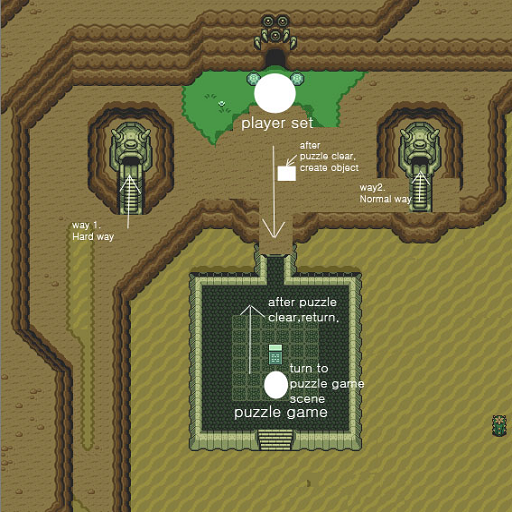 player set
after
puzzle clear,
create object
way2.
Normal way
way 1.
Hard way
after puzzle
clear,return.
turn to
puzzle game
scene
puzzle game